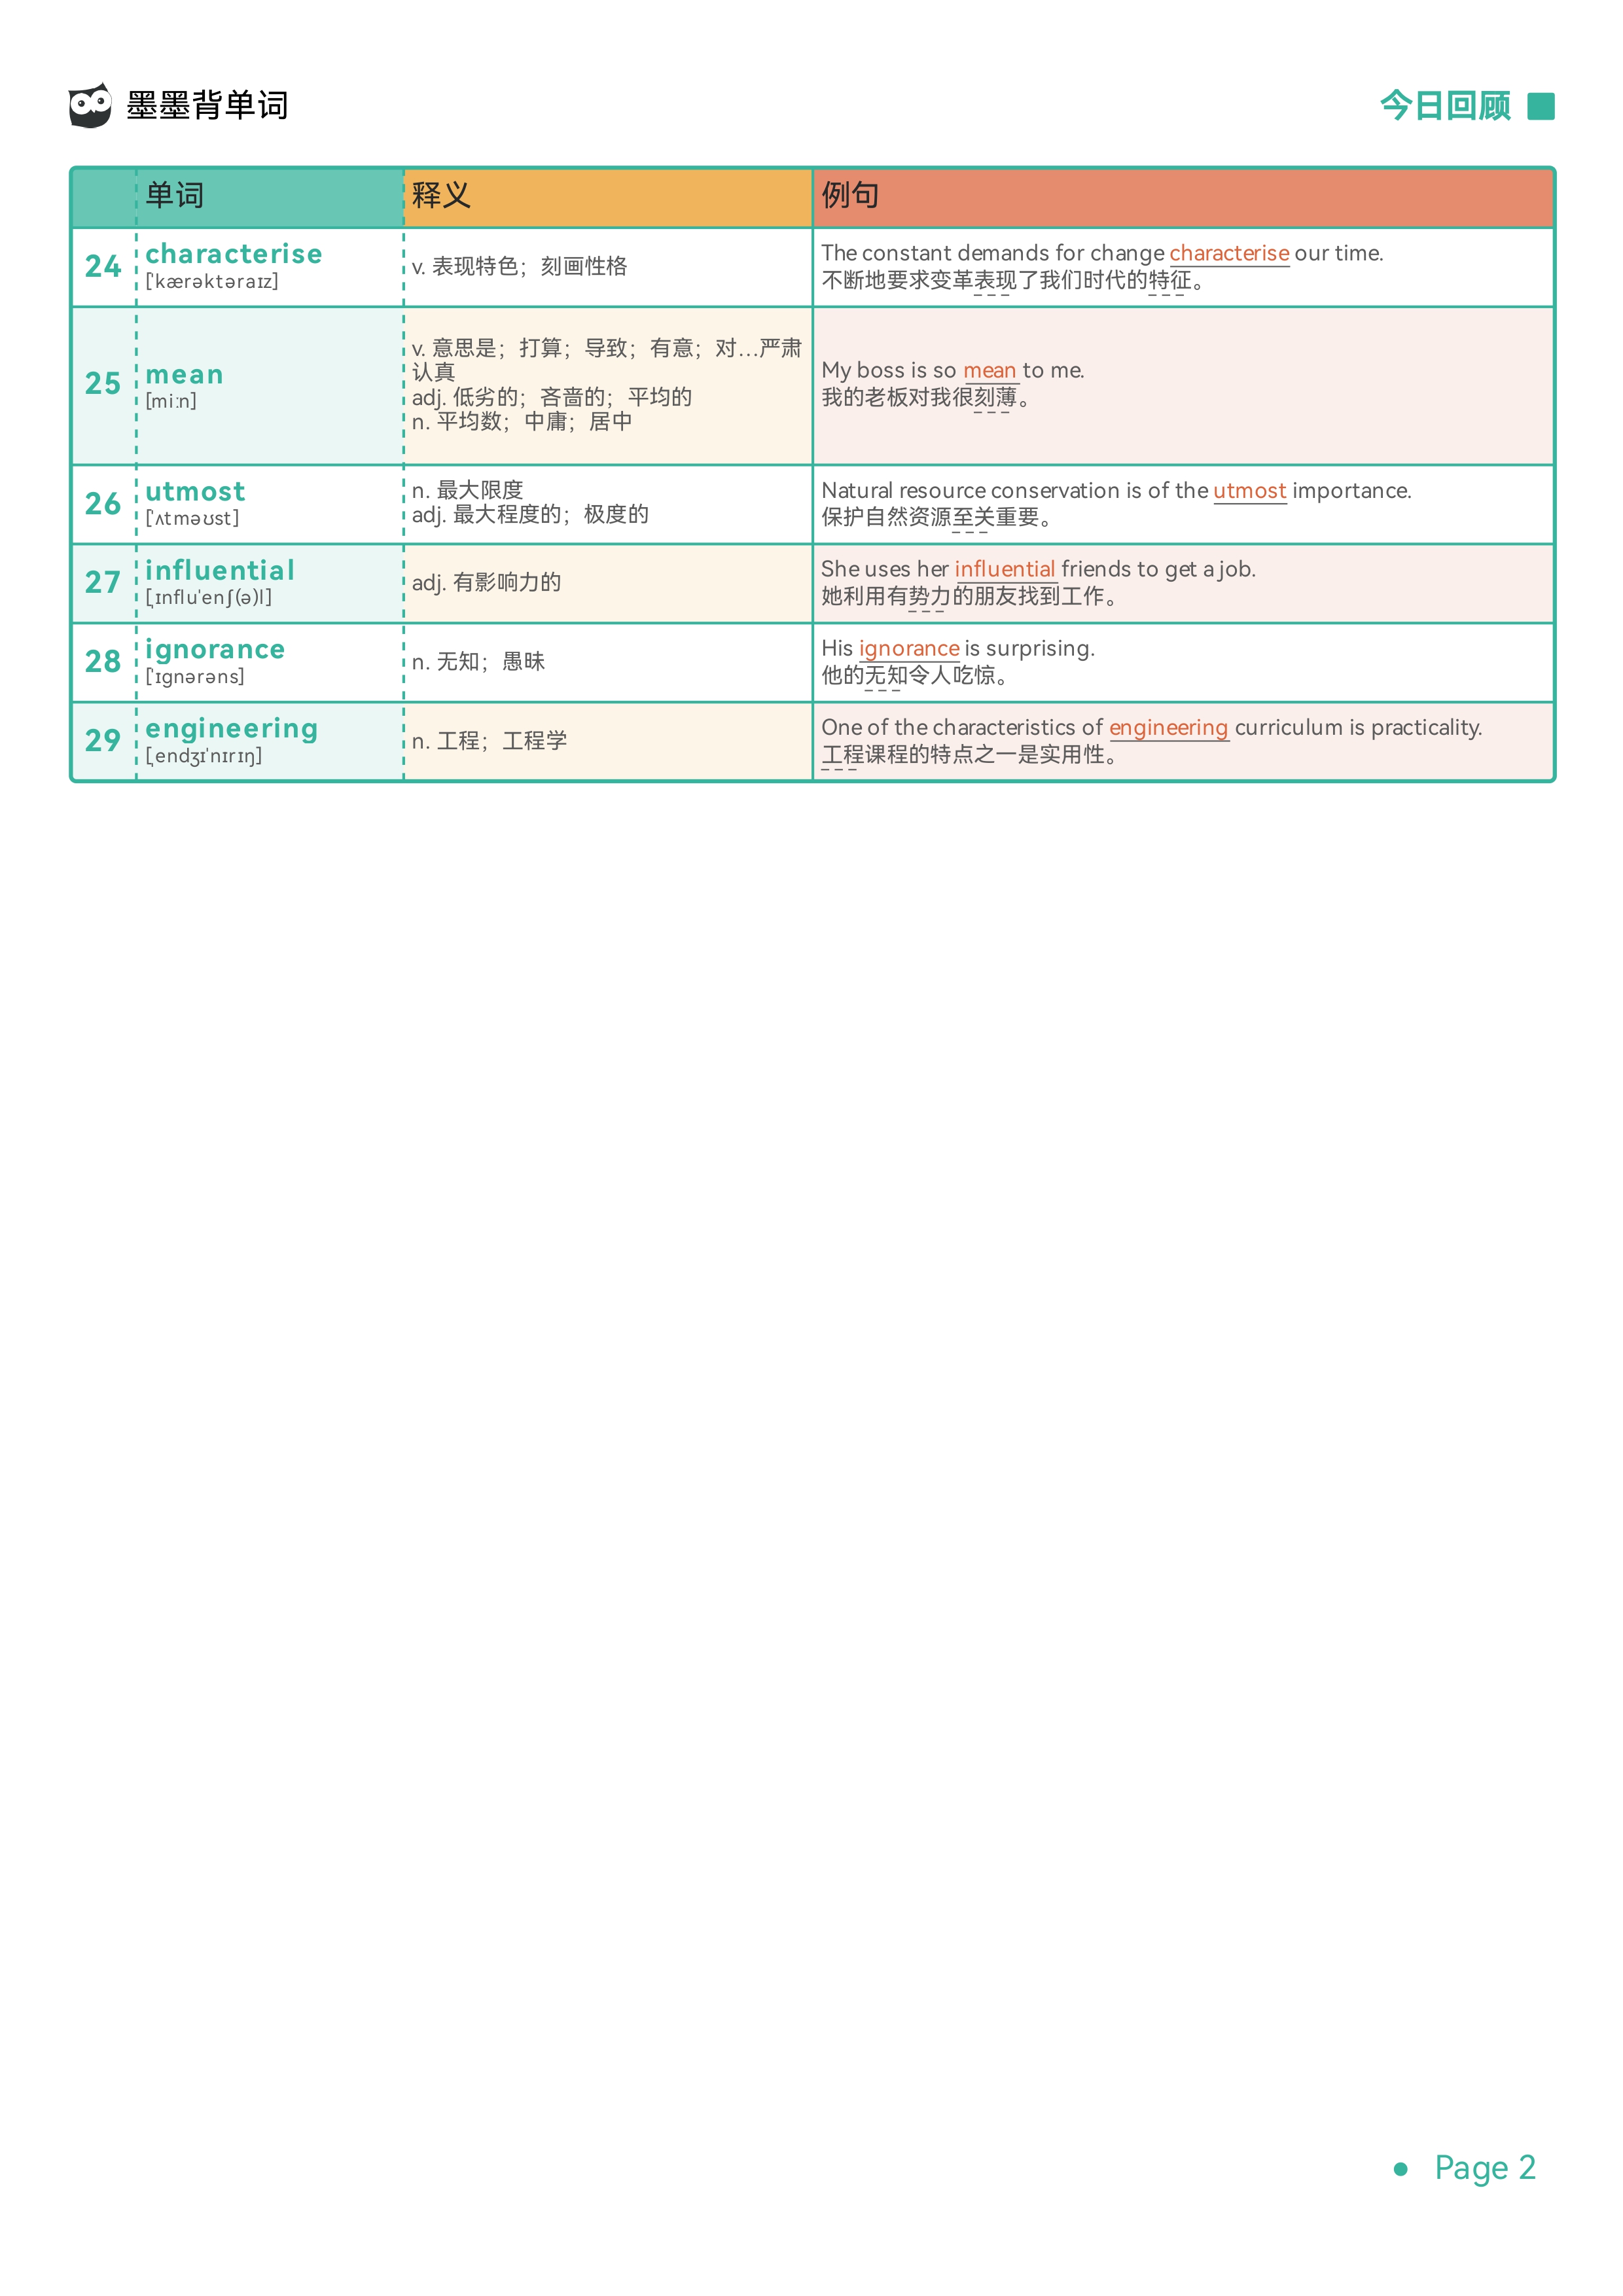 墨墨背单词
今日回顾
单词 释义 例句
24 characterise
['kærəktəraɪz]
v. 表现特色；刻画性格
The constant demands for change characterise our time.
不断地要求变革表现了我们时代的特征。
25 mean
[miːn]
v. 意思是；打算；导致；有意；对…严肃
认真
adj. 低劣的；吝啬的；平均的
n. 平均数；中庸；居中
My boss is so mean to me.
我的老板对我很刻薄。
26 utmost
['ʌtməʊst]
n. 最大限度
adj. 最大程度的；极度的
Natural resource conservation is of the utmost importance.
保护自然资源至关重要。
27 influential
[ˌɪnflu'enʃ(ə)l]
adj. 有影响力的
She uses her influential friends to get a job.
她利用有势力的朋友找到工作。
28 ignorance
['ɪgnərəns]
n. 无知；愚昧
His ignorance is surprising.
他的无知令人吃惊。
29 engineering
[ˌendʒɪ'nɪrɪŋ]
n. 工程；工程学
One of the characteristics of engineering curriculum is practicality.
工程课程的特点之一是实用性。
Page 2